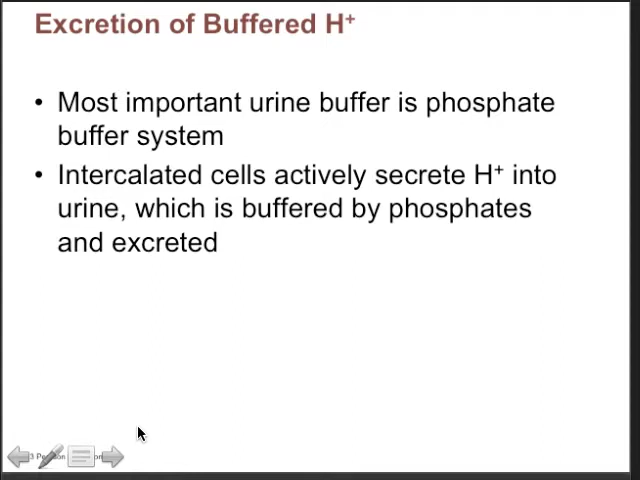 Excretion of Buffered H⁺
• Most important urine buffer is phosphate
buffer system
• Intercalated cells actively secrete H⁺ into
urine, which is buffered by phosphates
and excreted